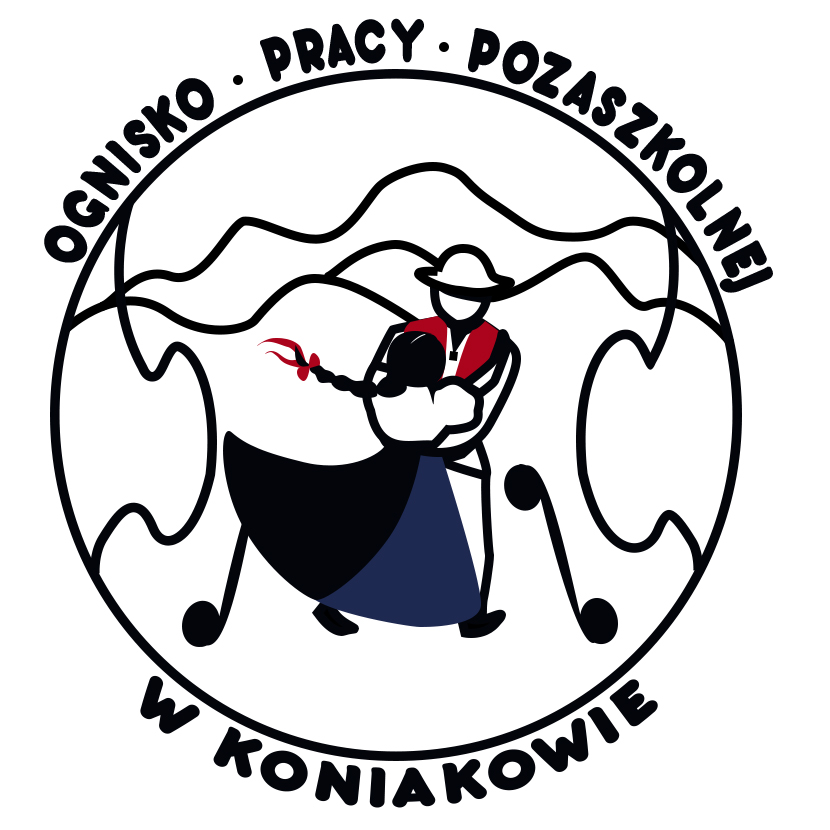 OGNISKO · PRACY · POZASZKOLNEJ
W KONIAKOWIE